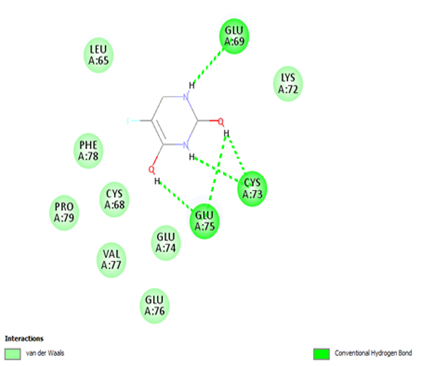 GLU
A:69
LEU
A:65
LYS
A:72
H
N
O
N
H
H
PHE
A:78
O
H
CYS
A:73
CYS
A:68
PRO
A:79
GLU
A:75
GLU
A:74
VAL
A:77
GLU
A:76
Interactions
van der Waals
Conventional Hydrogen Bond